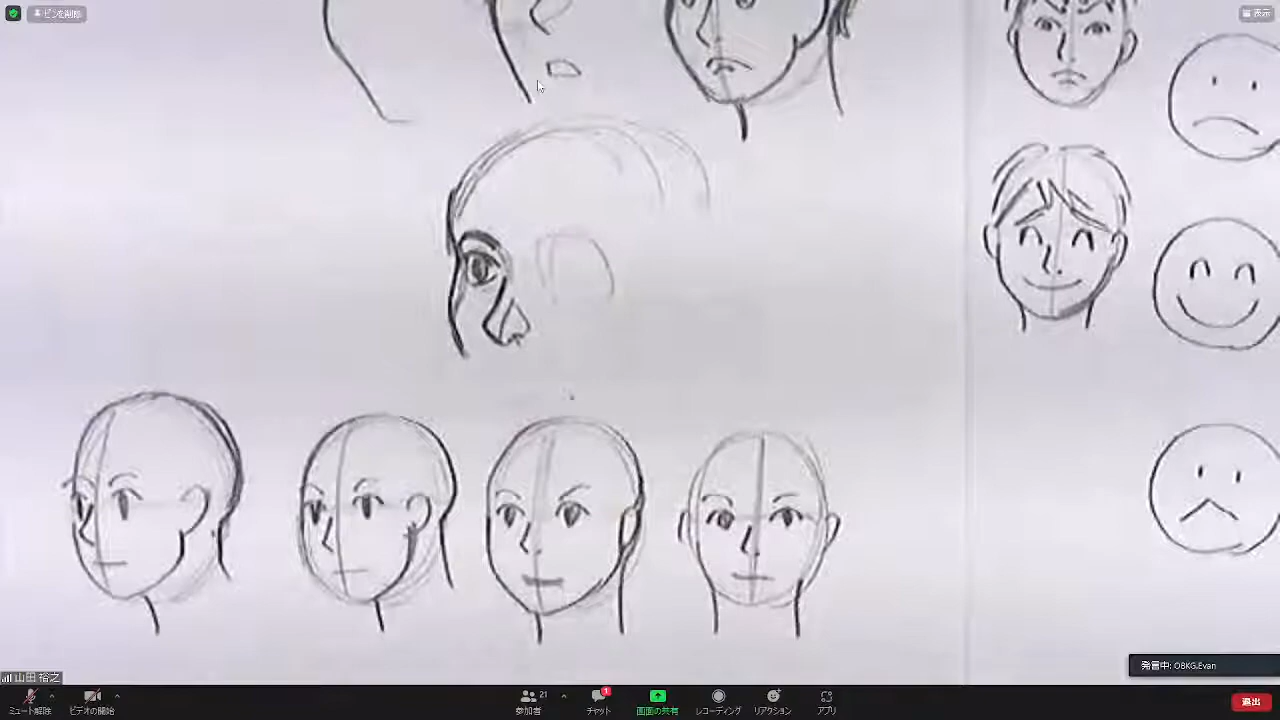 ピンを削除
表示
山田 裕之
発言中: OBKG.Evan
ミュート解除
ビデオの開始
21
参加者
1
チャット
画面の共有
レコーディング
リアクション
アプリ
退出